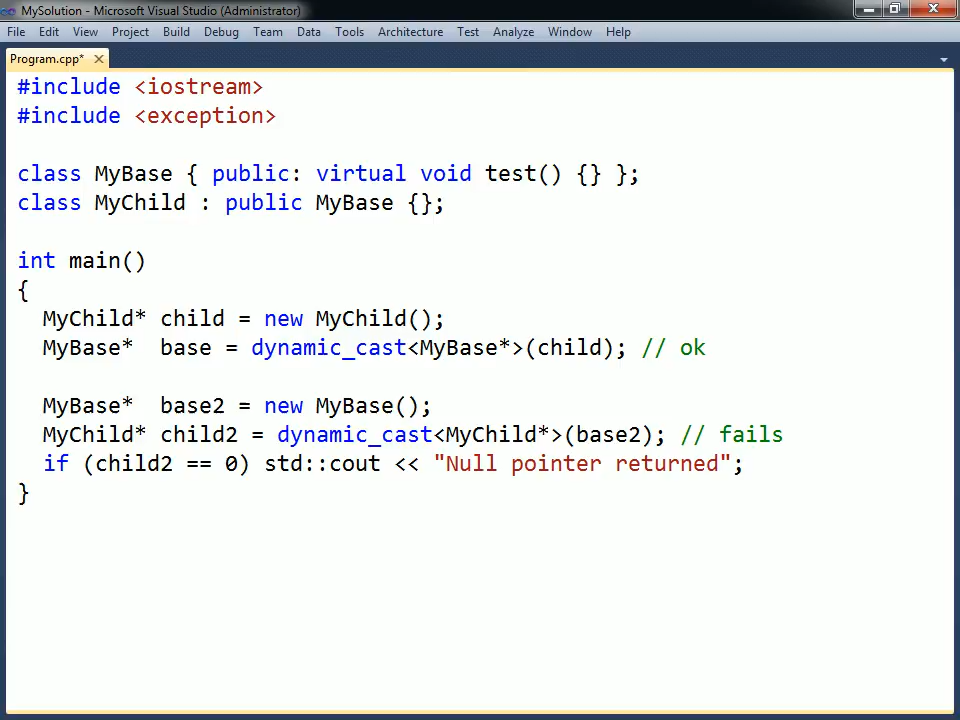 MySolution - Microsoft Visual Studio (Administrator)
File Edit View Project Build Debug Team Data Tools Architecture Test Analyze Window Help
Program.cpp*
#include <iostream>
#include <exception>
class MyBase { public: virtual void test() {} };
class MyChild : public MyBase {};
int main()
{
  MyChild* child = new MyChild();
  MyBase*  base = dynamic_cast<MyBase*>(child); // ok
  MyBase*  base2 = new MyBase();
  MyChild* child2 = dynamic_cast<MyChild*>(base2); // fails
  if (child2 == 0) std::cout << "Null pointer returned";
}